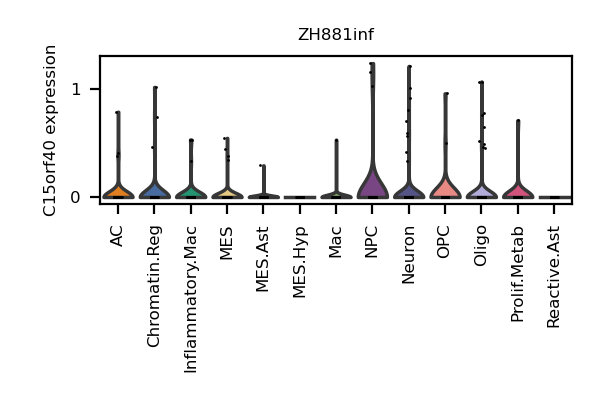 ZH881inf
C15orf40 expression
1
0
AC
Chromatin.Reg
Inflammatory.Mac
MES
MES.Ast
MES.Hyp
Mac
NPC
Neuron
OPC
Oligo
Prolif.Metab
Reactive.Ast